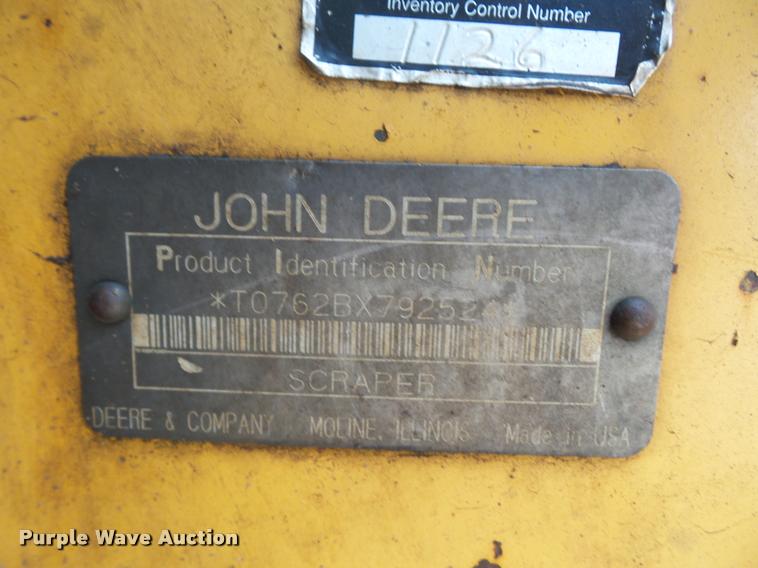 Inventory Control Number
1126
JOHN DEERE
Product Identification Number
SCRAPER
DEERE & COMPANY MOLINE, ILLINOIS Made in USA
Purple Wave Auction